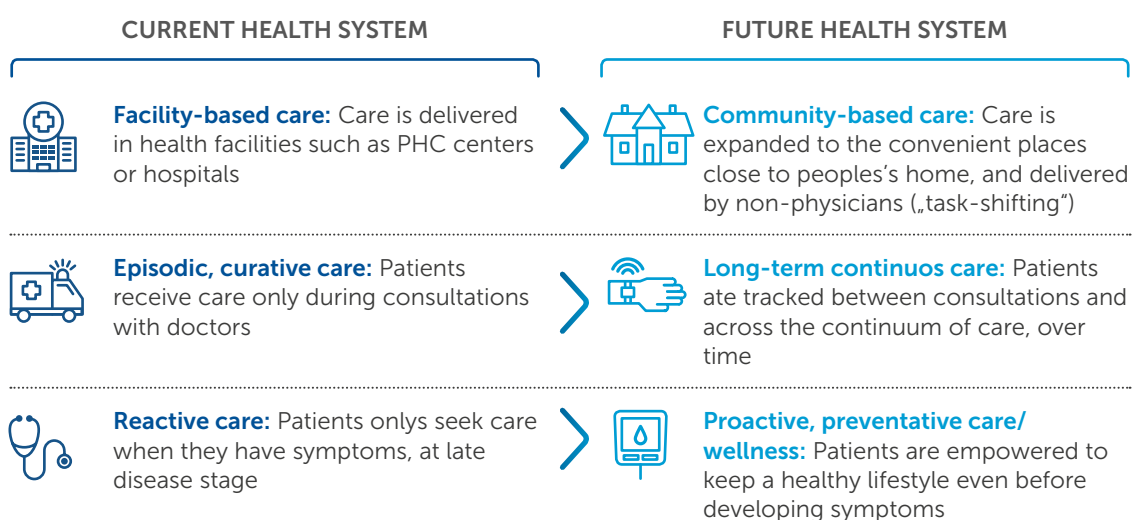 CURRENT HEALTH SYSTEM
FUTURE HEALTH SYSTEM
Facility-based care: Care is delivered
in health facilities such as PHC centers
or hospitals
Community-based care: Care is
expanded to the convenient places
close to peoples's home, and delivered
by non-physicians („task-shifting“)
Episodic, curative care: Patients
receive care only during consultations
with doctors
Long-term continuos care: Patients
ate tracked between consultations and
across the continuum of care, over
time
Reactive care: Patients onlys seek care
when they have symptoms, at late
disease stage
Proactive, preventative care/
wellness: Patients are empowered to
keep a healthy lifestyle even before
developing symptoms